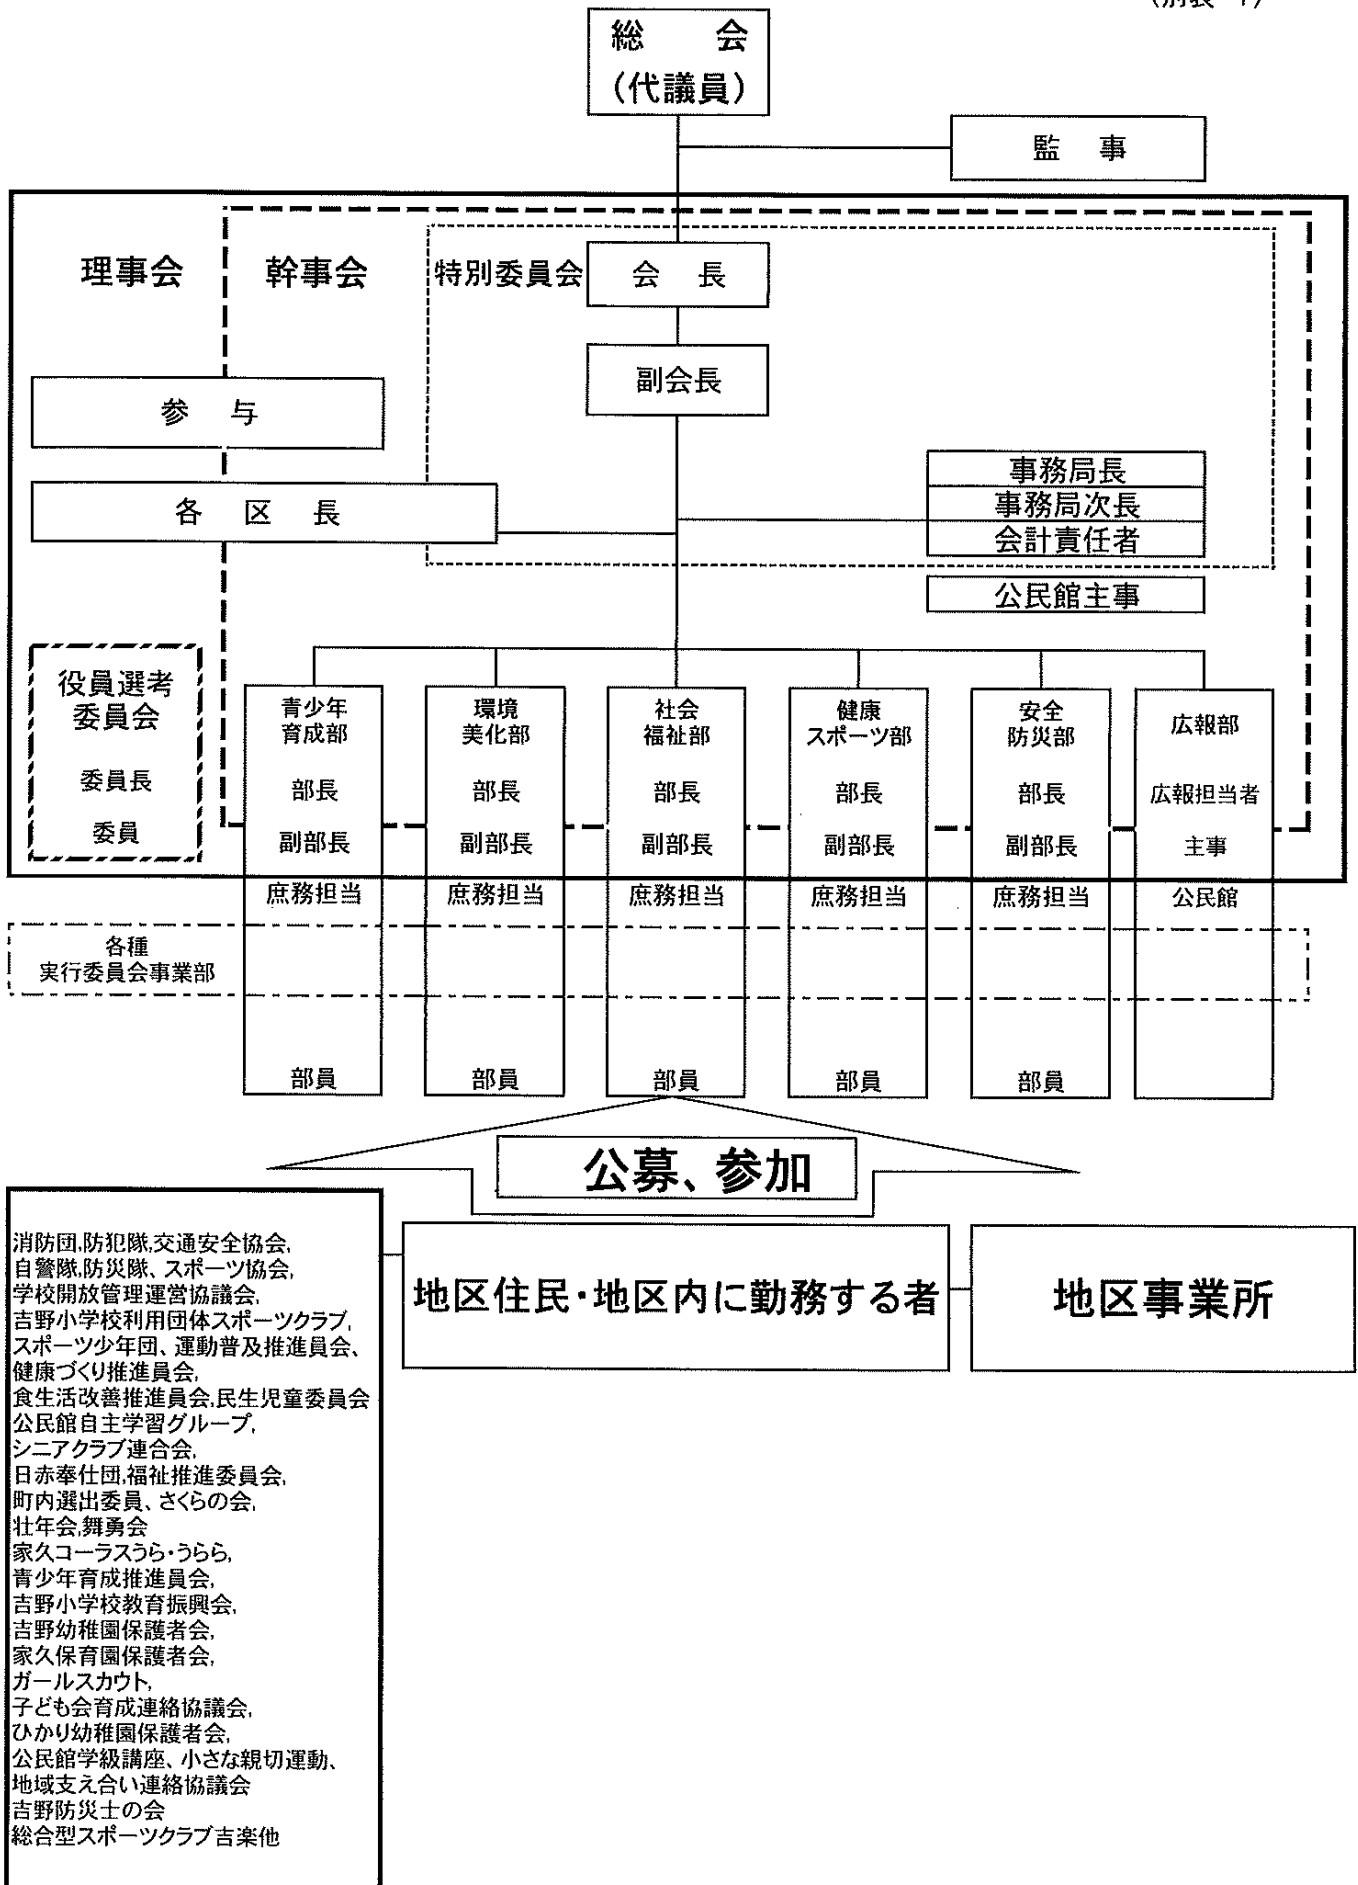 (別表 1)
総 会
(代議員)
監 事
理事会
幹事会
特別委員会
会 長
副会長
参 与
各 区 長
事務局長
事務局次長
会計責任者
公民館主事
役員選考
委員会
委員長
委員
青少年
育成部
部長
副部長
庶務担当
部員
環境
美化部
部長
副部長
庶務担当
部員
社会
福祉部
部長
副部長
庶務担当
部員
健康
スポーツ部
部長
副部長
庶務担当
部員
安全
防災部
部長
副部長
庶務担当
部員
広報部
広報担当者
主事
公民館
各種
実行委員会事業部
公募、参加
消防団,防犯隊,交通安全協会,
自警隊,防災隊、スポーツ協会,
学校開放管理運営協議会,
吉野小学校利用団体スポーツクラブ,
スポーツ少年団、運動普及推進員会、
健康づくり推進員会,
食生活改善推進員会,民生児童委員会
公民館自主学習グループ,
シニアクラブ連合会,
日赤奉仕団,福祉推進委員会,
町内選出委員、さくらの会,
壮年会,舞勇会
家久コーラスうら・うらら,
青少年育成推進員会,
吉野小学校教育振興会,
吉野幼稚園保護者会,
家久保育園保護者会,
ガールスカウト,
子ども会育成連絡協議会,
ひかり幼稚園保護者会,
公民館学級講座、小さな親切運動、
地域支え合い連絡協議会
吉野防災士の会
総合型スポーツクラブ吉楽他
地区住民・地区内に勤務する者
地区事業所